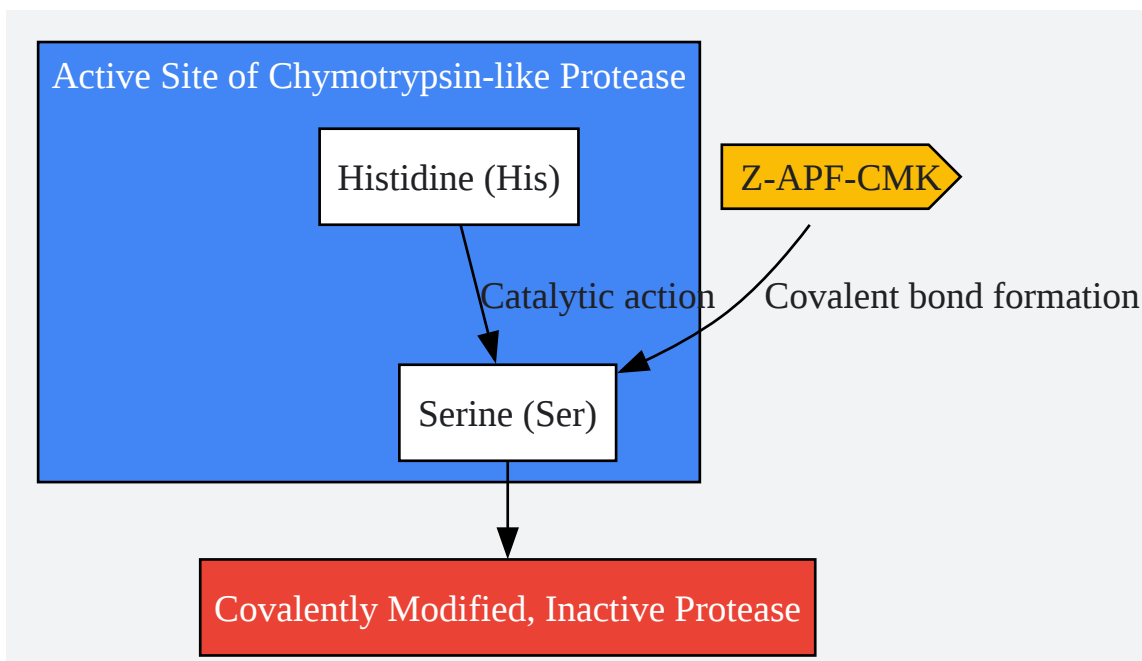 Active Site of Chymotrypsin-like Protease
Histidine (His)
Z-APF-CMK
Catalytic action
Covalent bond formation
Serine (Ser)
Covalently Modified, Inactive Protease